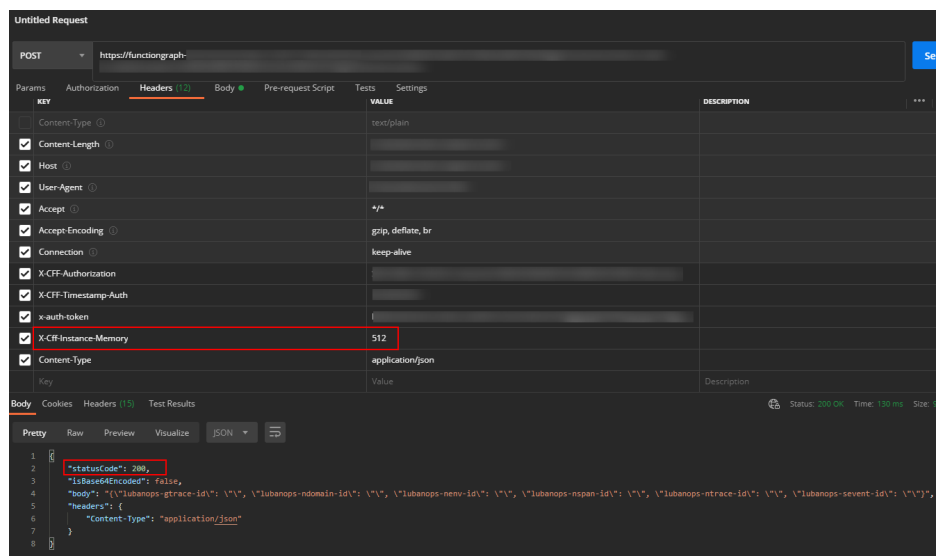 Untitled Request
POST https://functiongraph-
Se
Params Authorization Headers (12) Body Pre-request Script Tests Settings
KEY VALUE DESCRIPTION
Content-Type text/plain
Content-Length
Host
User-Agent
Accept */*
Accept-Encoding gzip, deflate, br
Connection keep-alive
X-CFF-Authorization
X-CFF-Timestamp-Auth
x-auth-token
X-Cff-Instance-Memory 512
Content-Type application/json
Key Value Description
Body Cookies Headers (15) Test Results Status: 200 OK Time: 130 ms Size:
Pretty Raw Preview Visualize JSON
1 {
2 "statusCode": 200,
3 "isBase64Encoded": false,
4 "body": "{\"lubanops-gtrace-id\": \"\", \"lubanops-ndomain-id\": \"\", \"lubanops-nenv-id\": \"\", \"lubanops-nspan-id\": \"\", \"lubanops-ntrace-id\": \"\", \"lubanops-sevent-id\": \"\"}",
5 "headers": {
6 "Content-Type": "application/json"
7 }
8 }